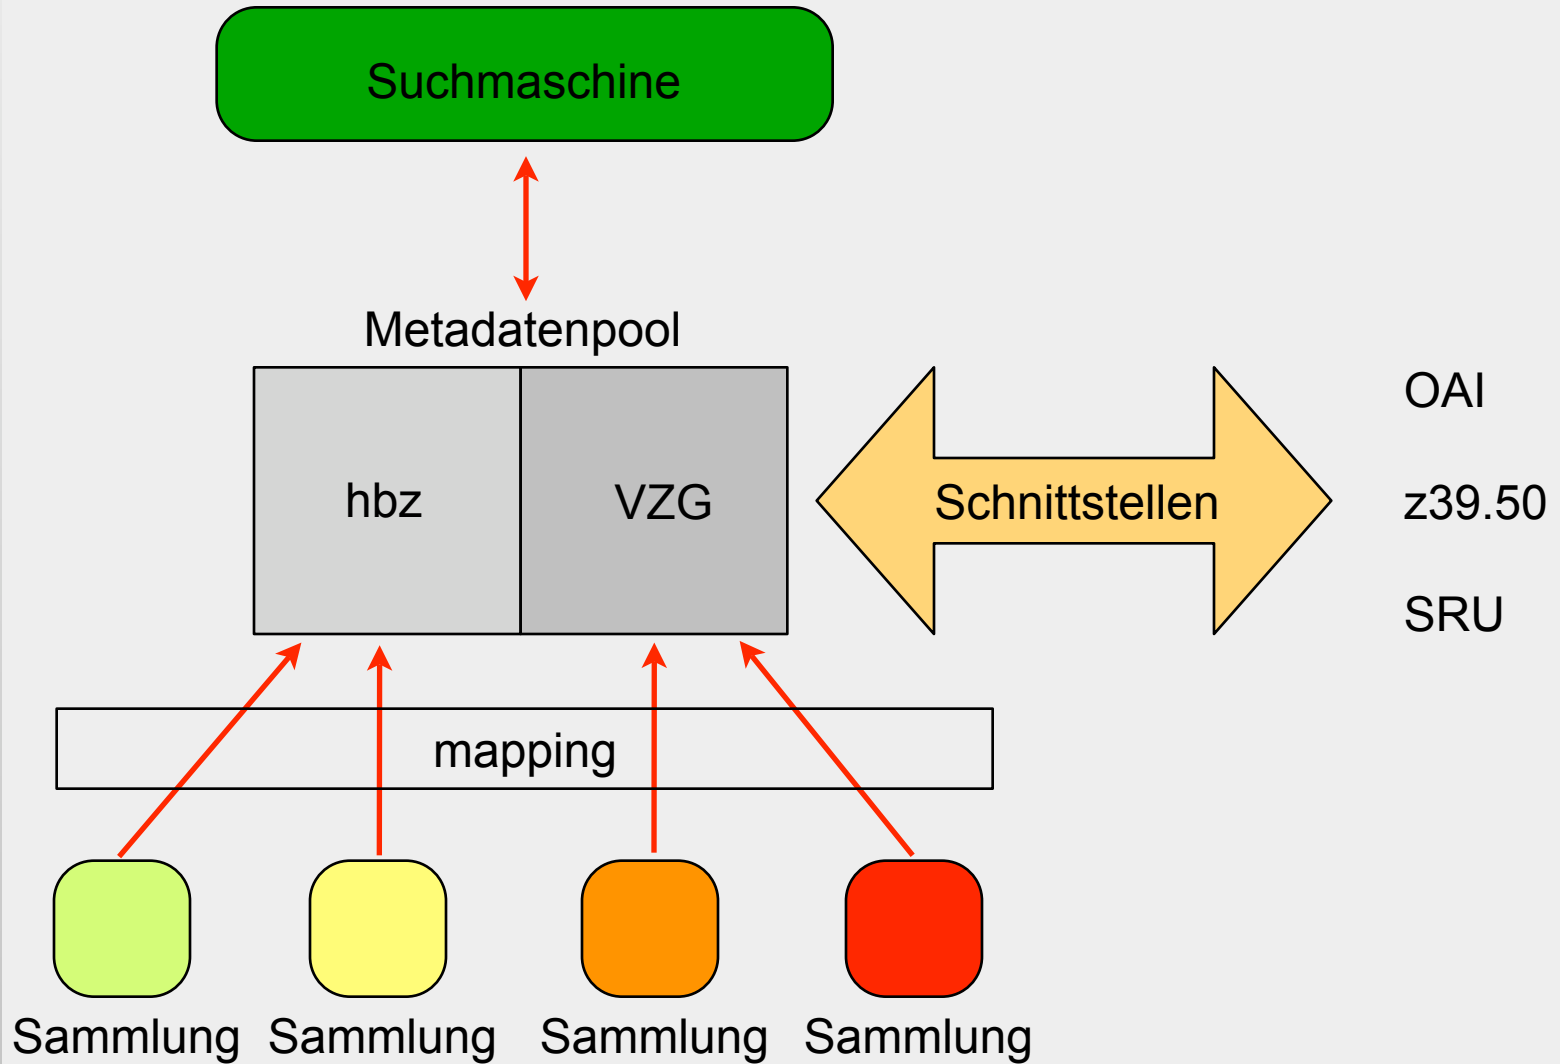 Suchmaschine
Metadatenpool
hbz
VZG
Schnittstellen
OAI
z39.50
SRU
mapping
Sammlung
Sammlung
Sammlung
Sammlung